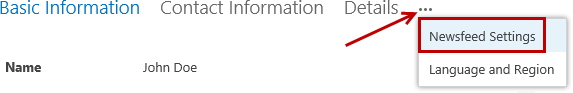 Basic Information Contact Information Details ...
Newsfeed Settings
Language and Region
Name John Doe